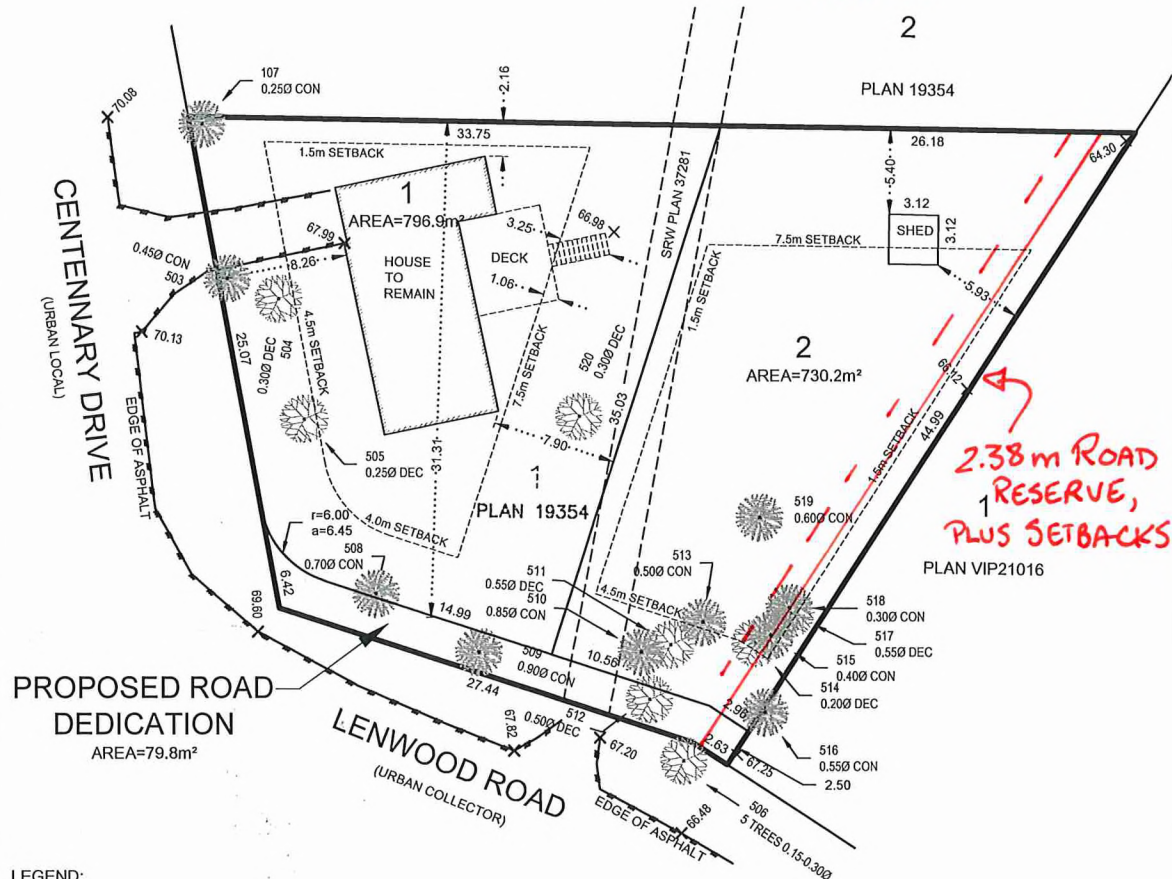 2
PLAN 19354
107
0.25Ø CON
70.08
2.16
33.75
26.18
64.30
1.5m SETBACK
5.40
CENTENNARY DRIVE
(URBAN LOCAL)
1
AREA=796.9m²
67.99
3.25
66.98
SRW PLAN 37281
3.12
SHED
3.12
7.5m SETBACK
0.45Ø CON
503
8.26
HOUSE
TO
REMAIN
DECK
1.06
1.5m SETBACK
5.93
70.13
25.07
0.30Ø DEC
504
4.5m SETBACK
7.5m SETBACK
520
0.30Ø DEC
35.03
2
AREA=730.2m²
66.12
44.99
1.5m SETBACK
EDGE OF ASPHALT
505
0.25Ø DEC
31.31
7.90
2.38m ROAD
RESERVE,
PLUS SETBACKS
1
PLAN VIP21016
1
PLAN 19354
r=6.00
a=6.45
4.0m SETBACK
519
0.60Ø CON
508
0.70Ø CON
513
0.50Ø CON
511
0.55Ø DEC
510
0.85Ø CON
4.5m SETBACK
518
0.30Ø CON
517
0.55Ø DEC
515
0.40Ø CON
514
0.20Ø DEC
516
0.55Ø CON
6.42
69.60
14.99
509
0.90Ø CON
10.56
2.96
27.44
2.63
67.25
2.50
PROPOSED ROAD
DEDICATION
AREA=79.8m²
LENWOOD ROAD
(URBAN COLLECTOR)
67.82
512
0.50Ø DEC
67.20
EDGE OF ASPHALT
66.48
506
5 TREES 0.15-0.30Ø
LEGEND: